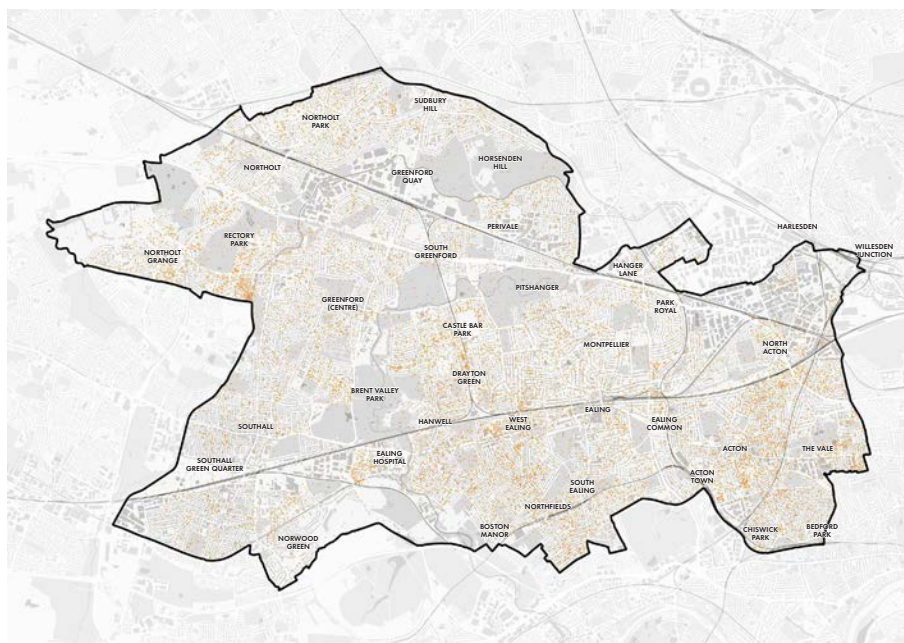 SUDBURY
HILL
NORTHOLT
PARK
HORSENDEN
HILL
NORTHOLT
GREENFORD
QUAY
PERIVALE
HARLESDEN
RECTORY
PARK
SOUTH
GREENFORD
WILLESDEN
JUNCTION
NORTHOLT
GRANGE
HANGER
LANE
PITSHANGER
GREENFORD
(CENTRE)
PARK
ROYAL
CASTLE BAR
PARK
MONTPELLIER
NORTH
ACTON
DRAYTON
GREEN
BRENT VALLEY
PARK
EALING
HANWELL
WEST
EALING
EALING
COMMON
SOUTHALL
ACTON
THE VALE
EALING
HOSPITAL
SOUTHALL
GREEN QUARTER
ACTON
TOWN
SOUTH
EALING
NORTHFIELDS
BOSTON
MANOR
CHISWICK
PARK
BEDFORD
PARK
NORWOOD
GREEN